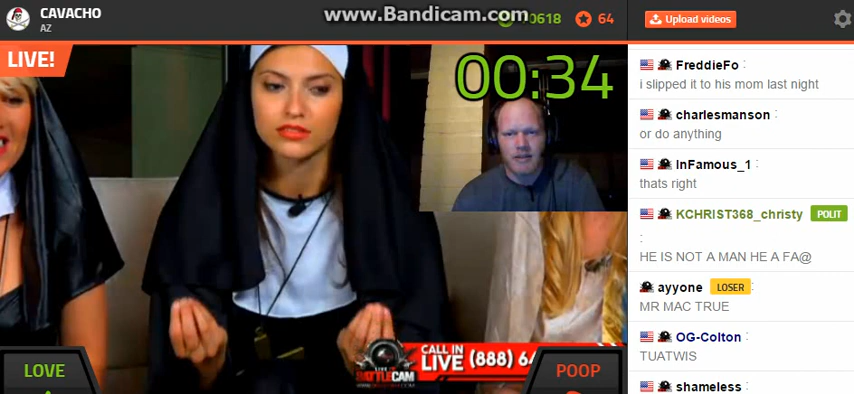 CAVACHO
AZ
www.Bandicam.com
0618
64
Upload videos
LIVE!
00:34
FreddieFo :
i slipped it to his mom last night
charlesmanson :
or do anything
InFamous_1 :
thats right
KCHRIST368_christy POLIT
:
HE IS NOT A MAN HE A FA@
ayyone LOSER :
MR MAC TRUE
OG-Colton :
TUATWIS
shameless :
LOVE
BATTLECAM
CALL IN
LIVE (888) 64
POOP